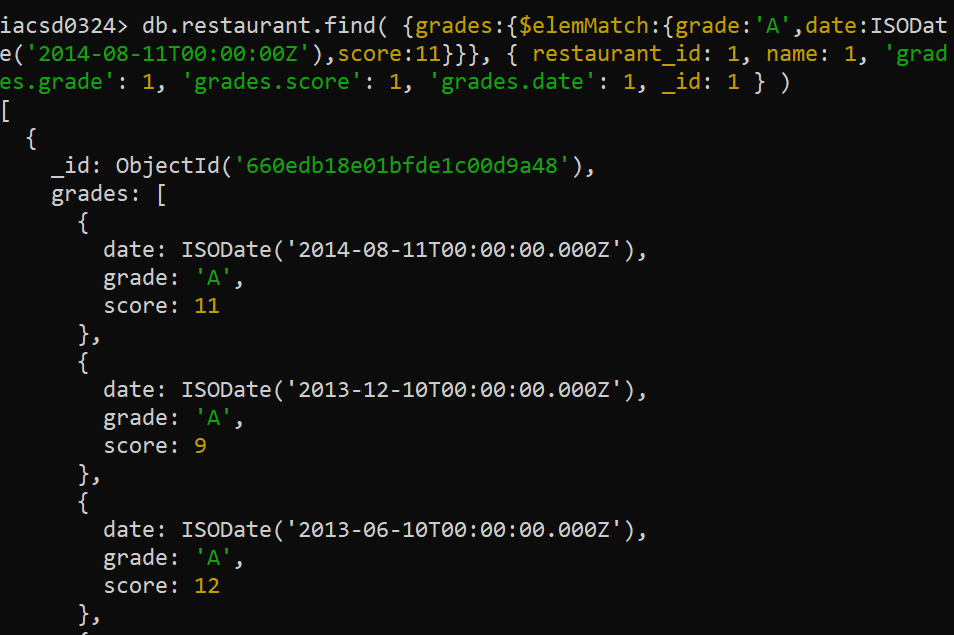 iacsd0324> db.restaurant.find( {grades:{$elemMatch:{grade:'A',date:ISODat
e('2014-08-11T00:00:00Z'),score:11}}}, { restaurant_id: 1, name: 1, 'grad
es.grade': 1, 'grades.score': 1, 'grades.date': 1, _id: 1 } )
[
  {
    _id: ObjectId('660edb18e01bfde1c00d9a48'),
    grades: [
      {
        date: ISODate('2014-08-11T00:00:00.000Z'),
        grade: 'A',
        score: 11
      },
      {
        date: ISODate('2013-12-10T00:00:00.000Z'),
        grade: 'A',
        score: 9
      },
      {
        date: ISODate('2013-06-10T00:00:00.000Z'),
        grade: 'A',
        score: 12
      },
      {